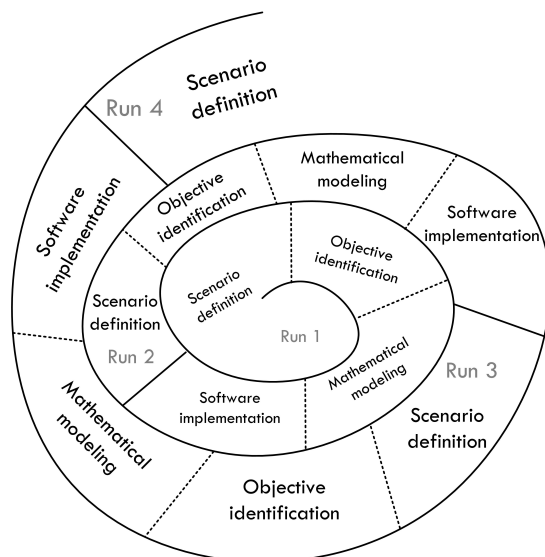 Scenario
definition
Run 1
Objective
identification
Mathematical
modeling
Software
implementation
Run 2
Scenario
definition
Objective
identification
Mathematical
modeling
Software
implementation
Run 3
Scenario
definition
Objective
identification
Mathematical
modeling
Software
implementation
Run 4
Scenario
definition